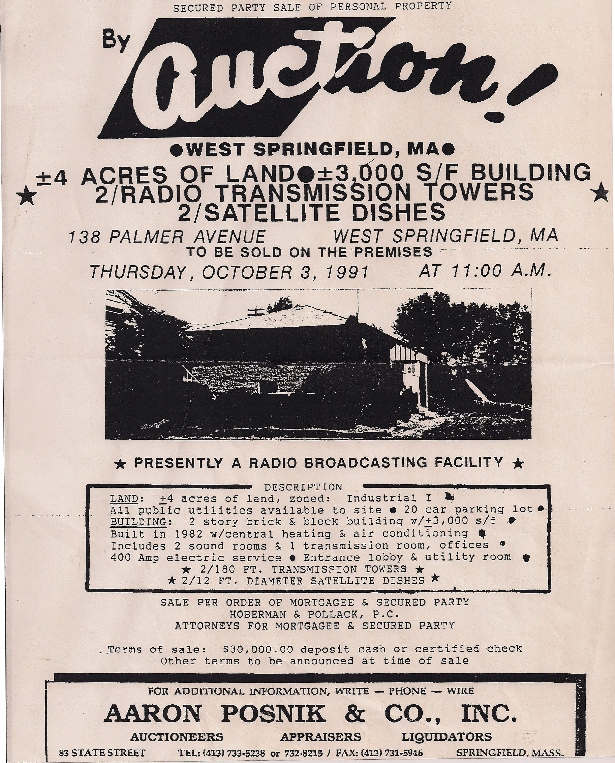 SECURED PARTY SALE OF PERSONAL PROPERTY
By Auction!
●WEST SPRINGFIELD, MA●
±4 ACRES OF LAND●±3,000 S/F BUILDING
★ 2/RADIO TRANSMISSION TOWERS ★
2/SATELLITE DISHES
138 PALMER AVENUE WEST SPRINGFIELD, MA
TO BE SOLD ON THE PREMISES
THURSDAY, OCTOBER 3, 1991 AT 11:00 A.M.
★ PRESENTLY A RADIO BROADCASTING FACILITY ★
DESCRIPTION
LAND: ±4 acres of land, zoned: Industrial I ●
All public utilities available to site ● 20 car parking lot ●
BUILDING: 2 story brick & block building w/±3,000 s/f ●
Built in 1982 w/central heating & air conditioning ●
Includes 2 sound rooms & 1 transmission room, offices ●
400 Amp electric service ● Entrance lobby & utility room ●
★ 2/180 FT. TRANSMISSION TOWERS ★
★ 2/12 FT. DIAMETER SATELLITE DISHES ★
SALE PER ORDER OF MORTGAGEE & SECURED PARTY
HOBERMAN & POLLACK, P.C.
ATTORNEYS FOR MORTGAGEE & SECURED PARTY
Terms of sale: $30,000.00 deposit cash or certified check
Other terms to be announced at time of sale
FOR ADDITIONAL INFORMATION, WRITE — PHONE — WIRE
AARON POSNIK & CO., INC.
AUCTIONEERS APPRAISERS LIQUIDATORS
83 STATE STREET TEL: (413) 733-5238 or 732-8215 / FAX: (413) 731-5946 SPRINGFIELD, MASS.